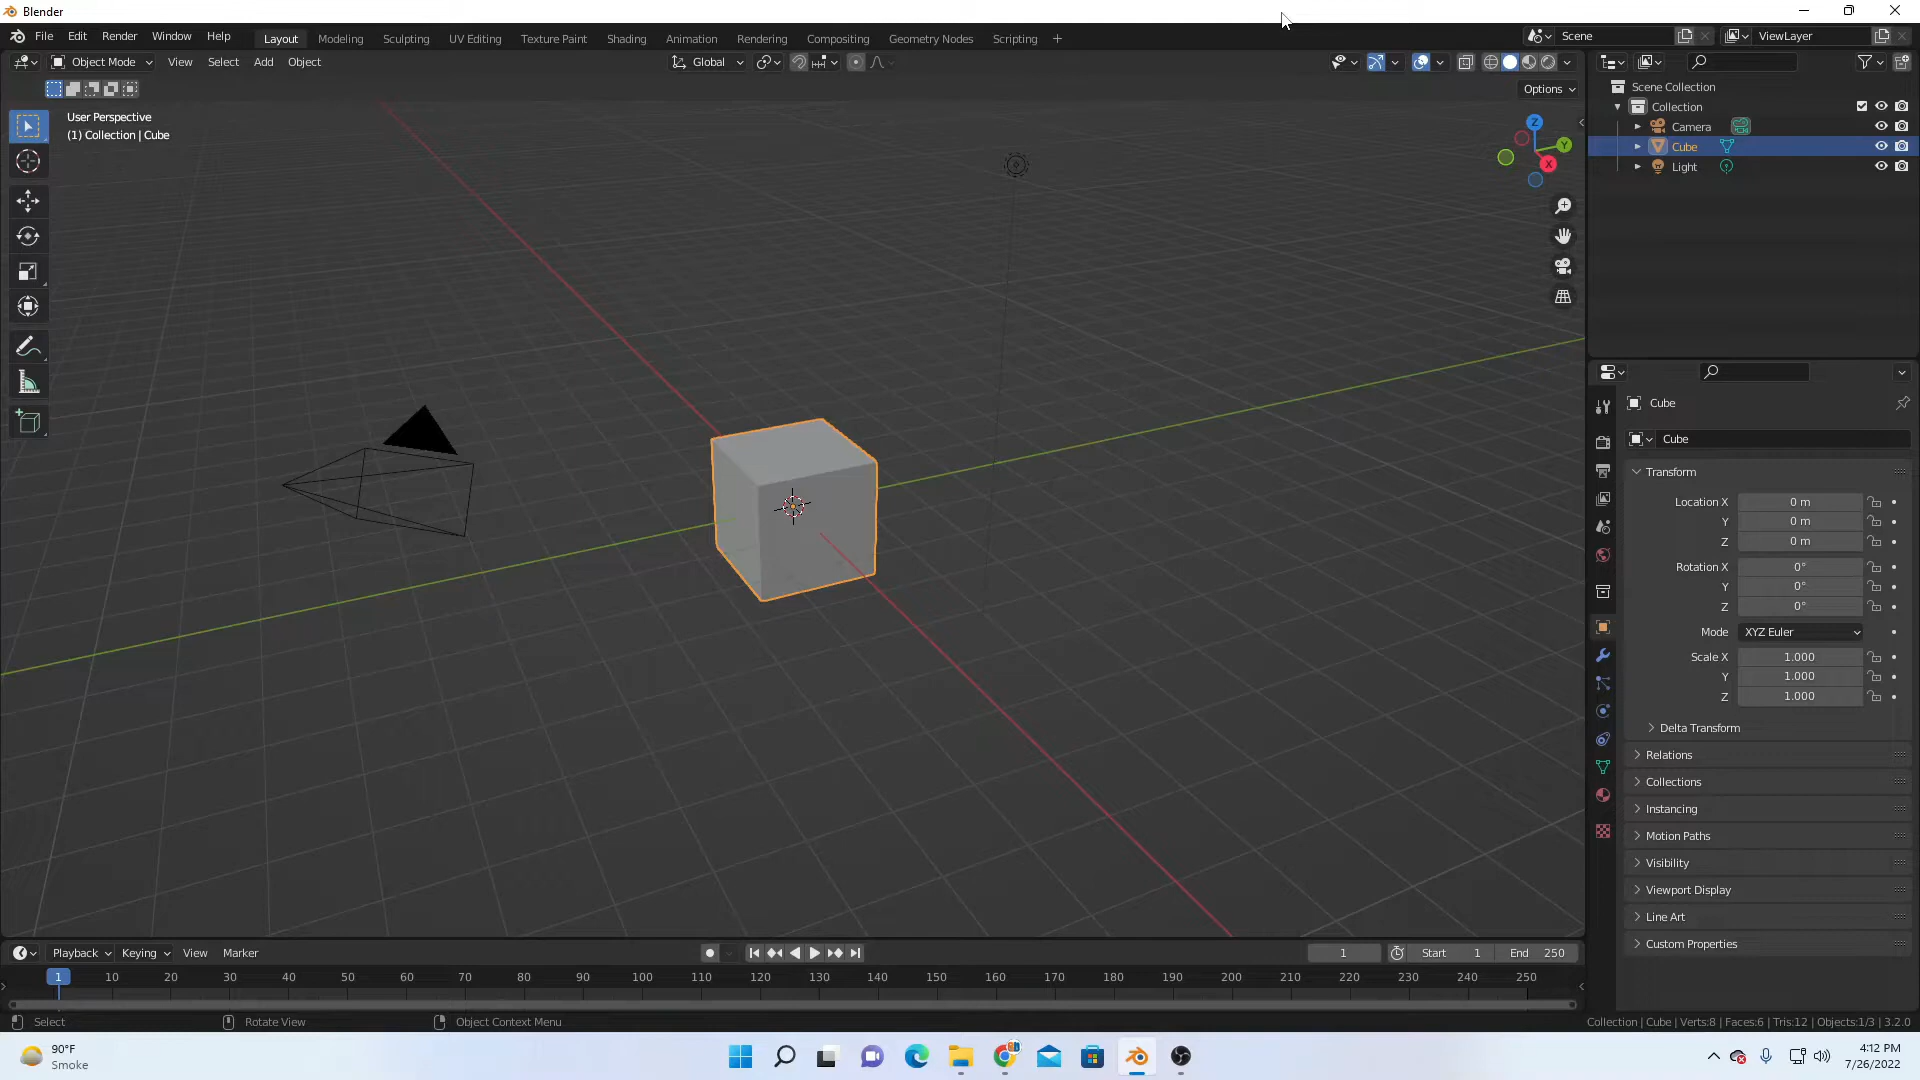 Blender
File Edit Render Window Help Layout Modeling Sculpting UV Editing Texture Paint Shading Animation Rendering Compositing Geometry Nodes Scripting + Scene ViewLayer
Object Mode View Select Add Object Global
Options
User Perspective
(1) Collection | Cube
Z
Y
X
Scene Collection
Collection
Camera
Cube
Light
Cube
Cube
Transform
Location X 0 m
Y 0 m
Z 0 m
Rotation X 0°
Y 0°
Z 0°
Mode XYZ Euler
Scale X 1.000
Y 1.000
Z 1.000
Delta Transform
Relations
Collections
Instancing
Motion Paths
Visibility
Viewport Display
Line Art
Custom Properties
Playback Keying View Marker 1 Start 1 End 250
1 10 20 30 40 50 60 70 80 90 100 110 120 130 140 150 160 170 180 190 200 210 220 230 240 250
Select Rotate View Object Context Menu Collection | Cube | Verts:8 | Faces:6 | Tris:12 | Objects:1/3 | 3.2.0
90°F
Smoke
4:12 PM
7/26/2022